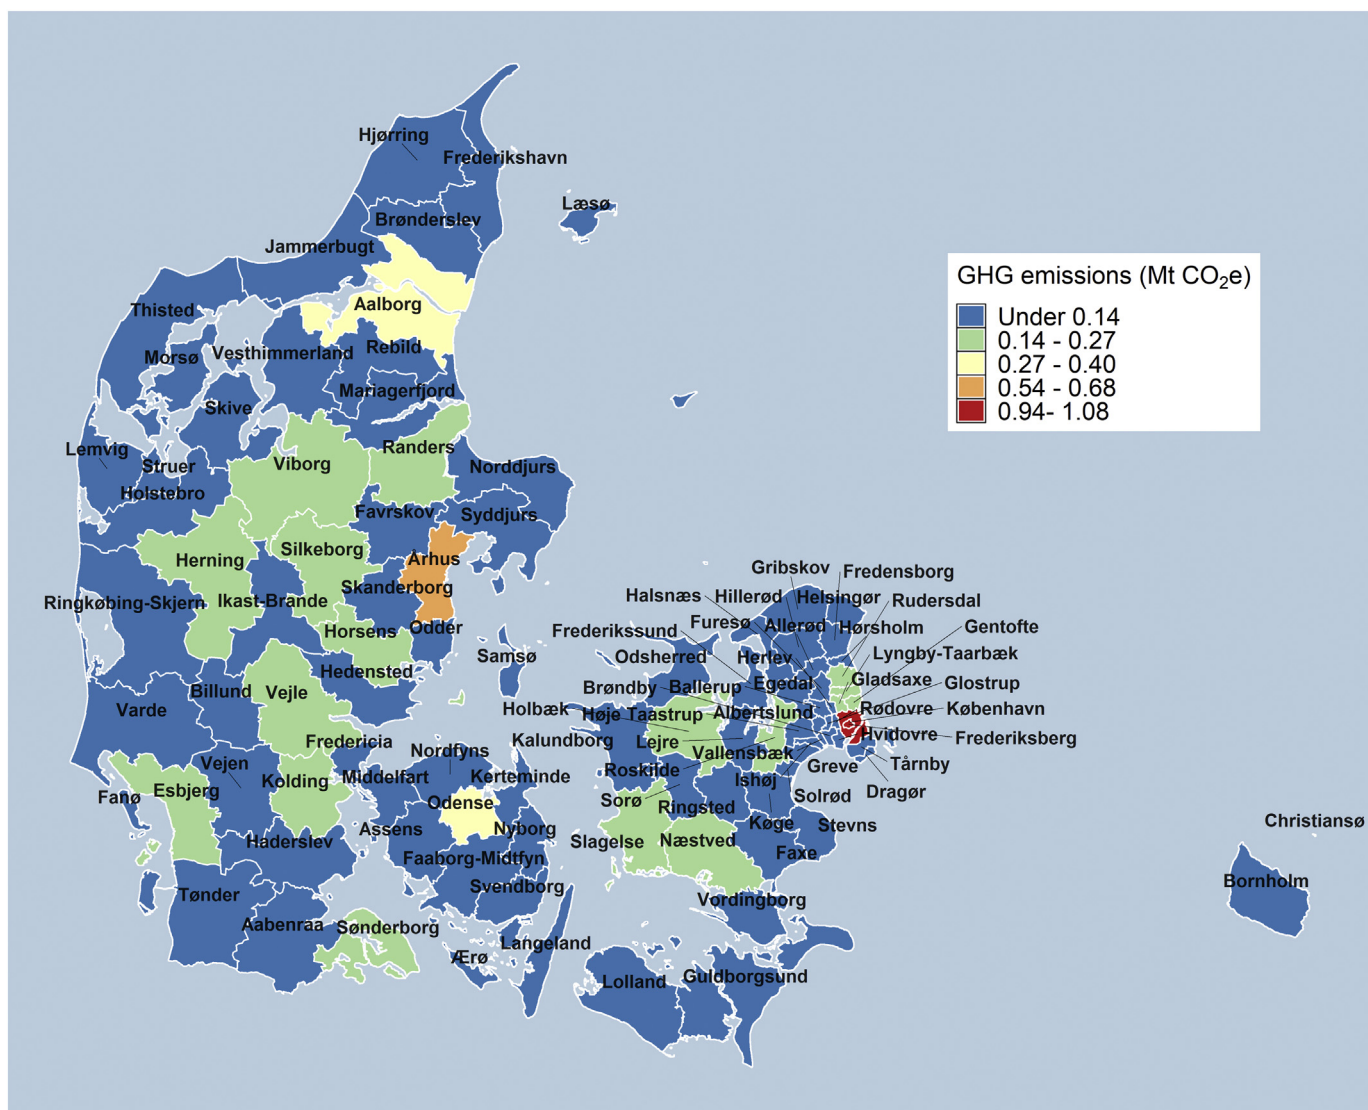 Hjørring
Frederikshavn
Læsø
Brønderslev
Jammerbugt
GHG emissions (Mt CO₂e)
Under 0.14
0.14 - 0.27
0.27 - 0.40
0.54 - 0.68
0.94- 1.08
Aalborg
Thisted
Rebild
Vesthimmerland
Morsø
Mariagerfjord
Skive
Randers
Lemvig
Viborg
Struer
Norddjurs
Holstebro
Favrskov
Syddjurs
Silkeborg
Århus
Herning
Skanderborg
Gribskov
Fredensborg
Halsnæs
Hillerød
Helsingør
Rudersdal
Ringkøbing-Skjern
Ikast-Brande
Furesø
Allerød
Hørsholm
Gentofte
Horsens
Odder
Frederikssund
Samsø
Odsherred
Herlev
Lyngby-Taarbæk
Hedensted
Gladsaxe
Egedal
Brøndby
Ballerup
Glostrup
Billund
Vejle
Varde
Holbæk
Høje Taastrup
Albertslund
Rødovre
København
Hvidovre
Frederiksberg
Fredericia
Kalundborg
Lejre
Nordfyns
Vallensbæk
Vejen
Tårnby
Greve
Roskilde
Middelfart
Kerteminde
Kolding
Ishøj
Esbjerg
Dragør
Fanø
Solrød
Odense
Sorø
Ringsted
Christiansø
Køge
Stevns
Assens
Nyborg
Haderslev
Slagelse
Næstved
Faxe
Faaborg-Midtfyn
Bornholm
Svendborg
Tønder
Vordingborg
Aabenraa
Sønderborg
Langeland
Ærø
Guldborgsund
Lolland